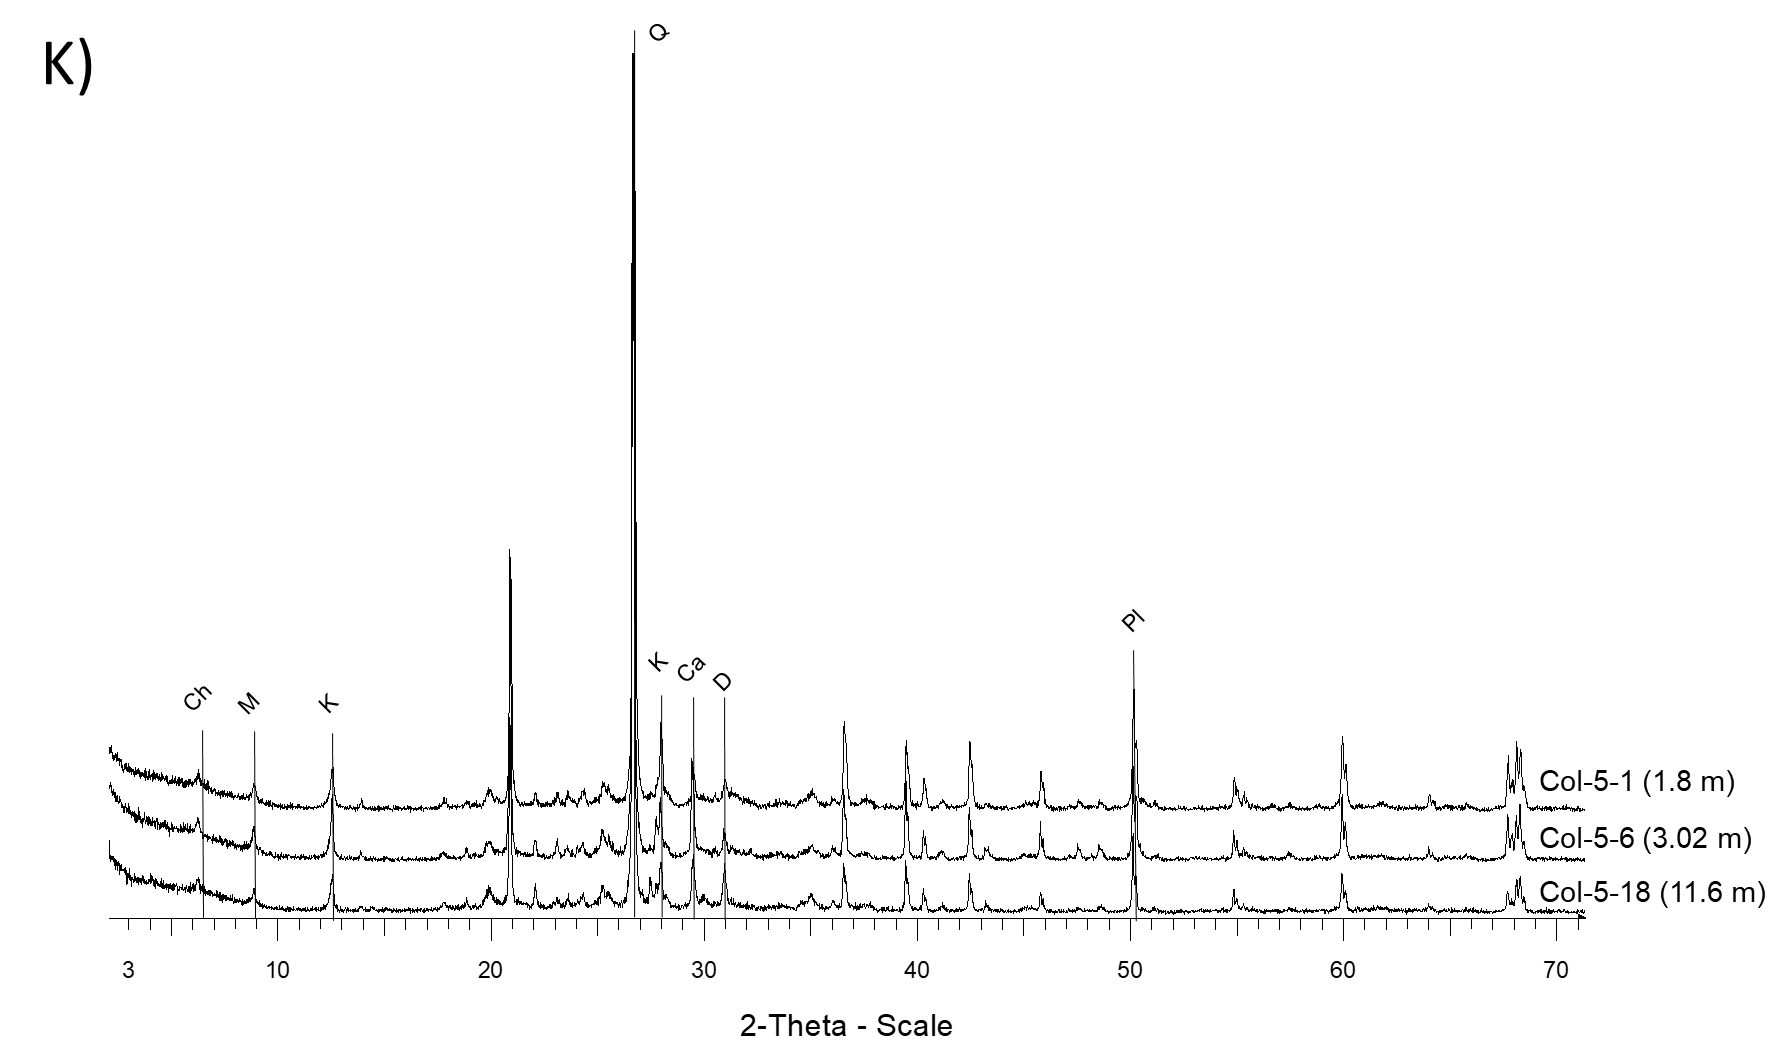 K)
Q
Pl
K
Ca
D
Ch
M
K
Col-5-1 (1.8 m)
Col-5-6 (3.02 m)
Col-5-18 (11.6 m)
3 10 20 30 40 50 60 70
2-Theta - Scale